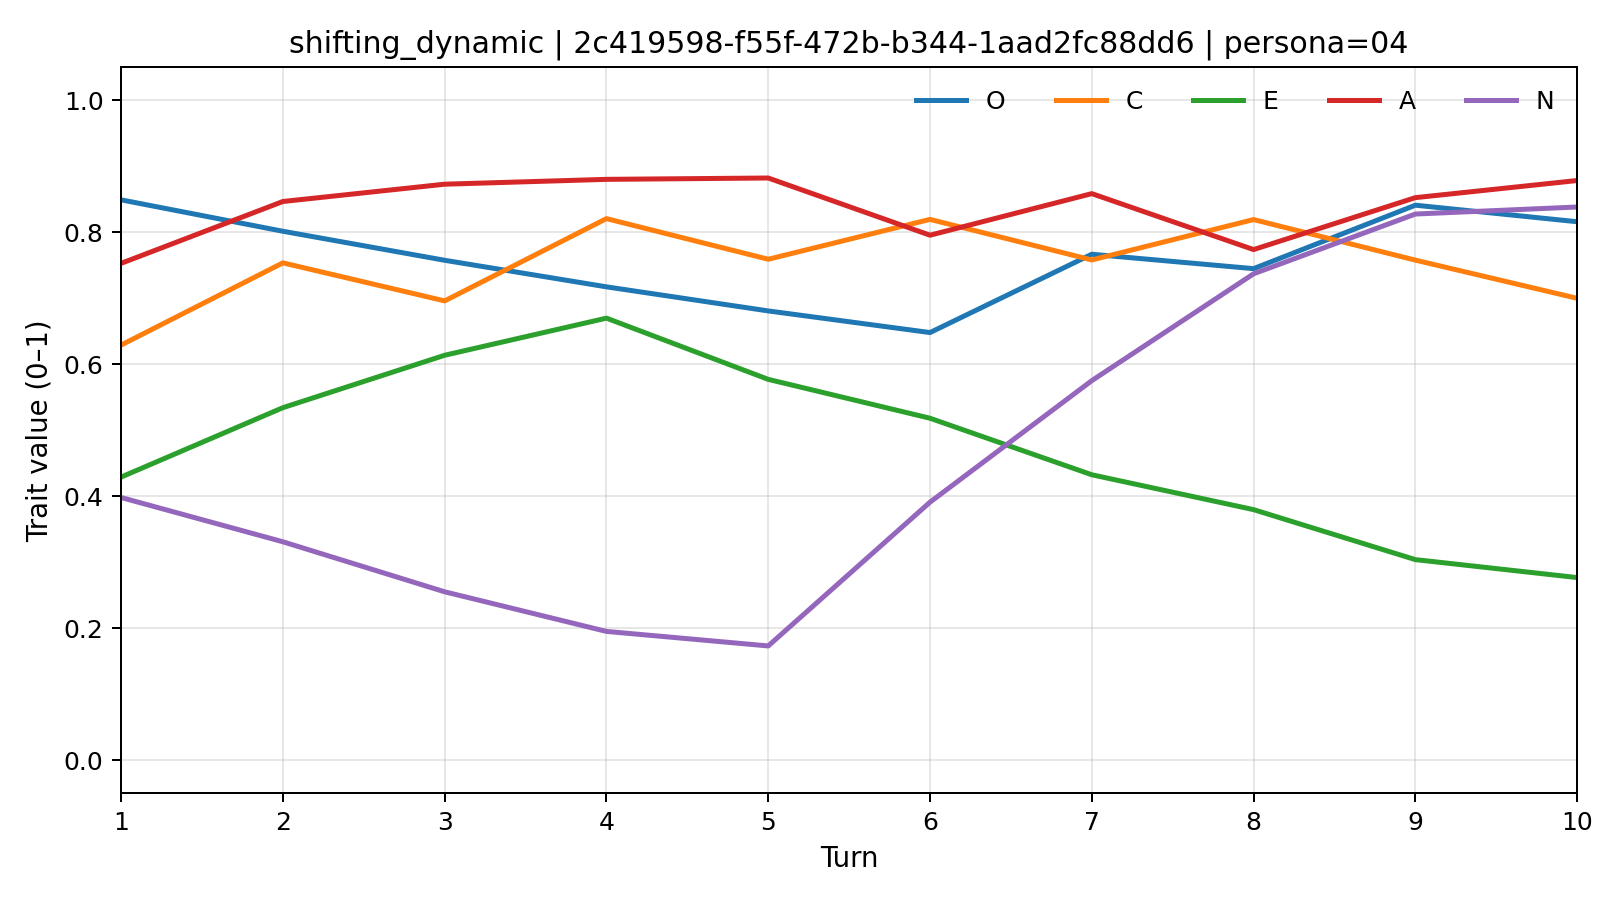 shifting_dynamic | 2c419598-f55f-472b-b344-1aad2fc88dd6 | persona=04
O C E A N
Trait value (0–1)
1.0
0.8
0.6
0.4
0.2
0.0
1 2 3 4 5 6 7 8 9 10
Turn